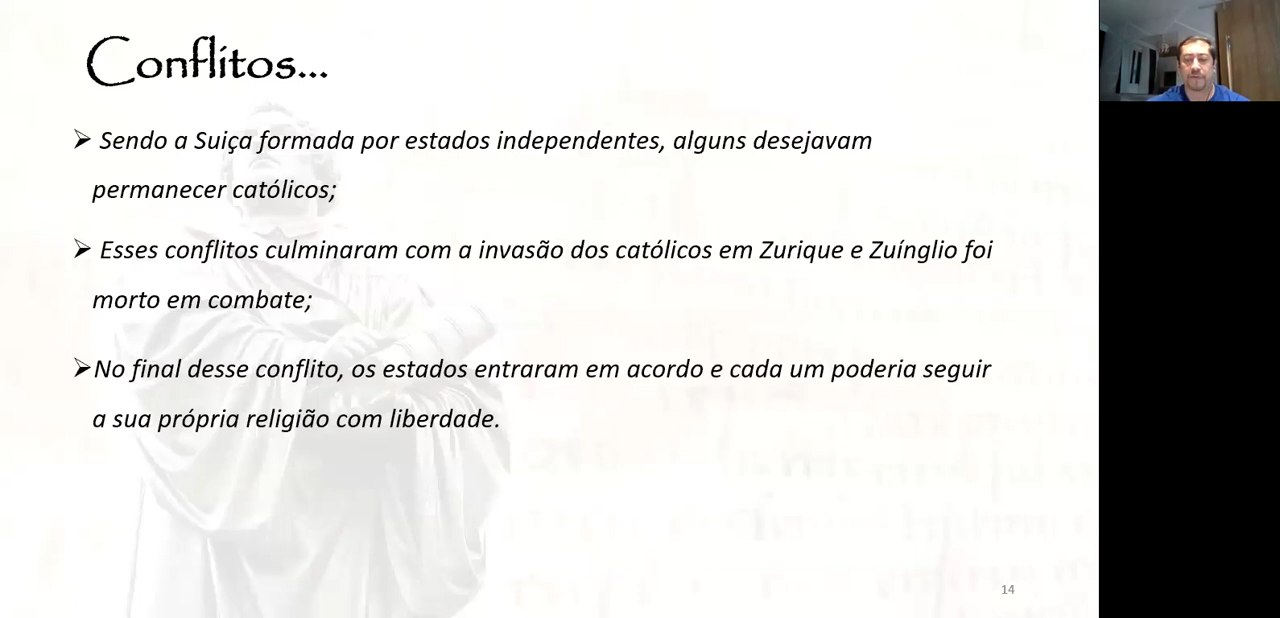 Conflitos...
➢ Sendo a Suiça formada por estados independentes, alguns desejavam
permanecer católicos;
➢ Esses conflitos culminaram com a invasão dos católicos em Zurique e Zuínglio foi
morto em combate;
➢No final desse conflito, os estados entraram em acordo e cada um poderia seguir
a sua própria religião com liberdade.
14